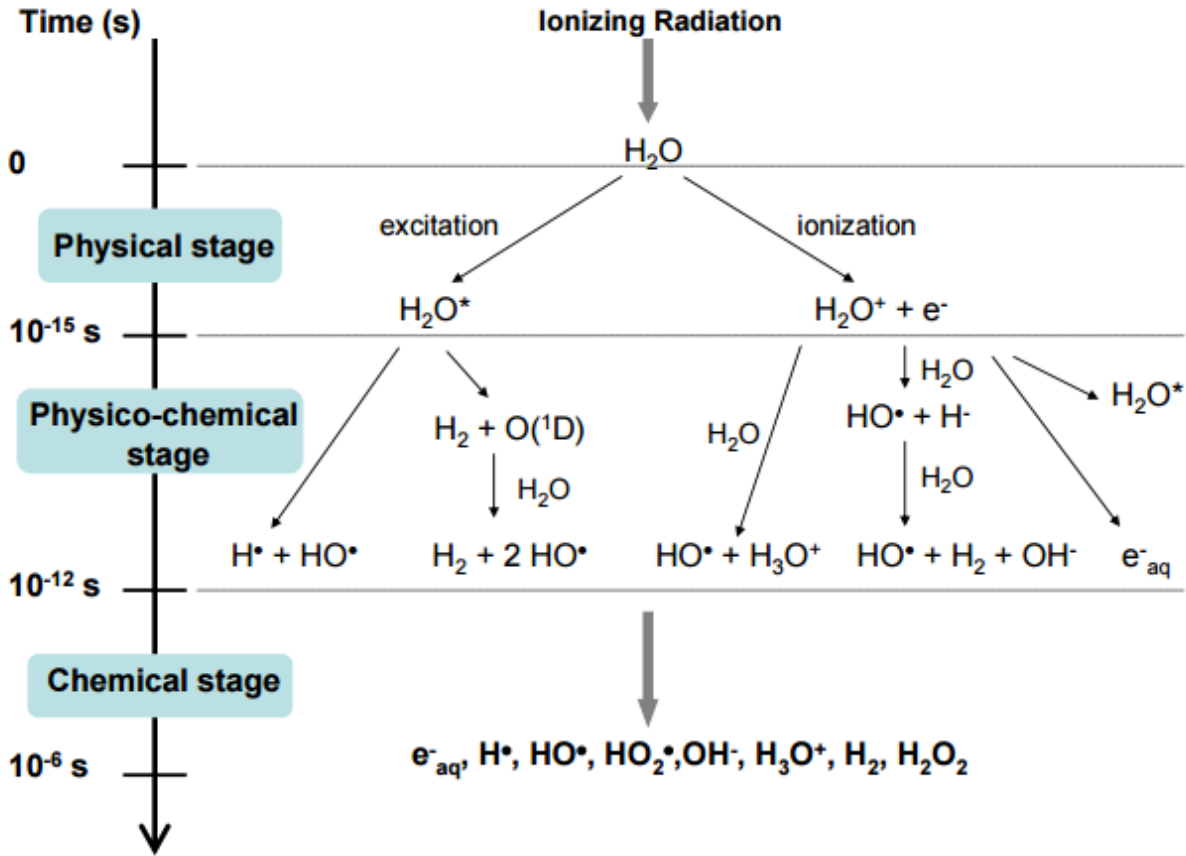 Time (s)
Ionizing Radiation
H₂O
0
excitation
ionization
Physical stage
H₂O*
H₂O⁺ + e⁻
10⁻¹⁵ s
H₂O
H₂O*
Physico-chemical
stage
H₂ + O(¹D)
H₂O
HO• + H⁻
H₂O
H₂O
H• + HO•
H₂ + 2 HO•
HO• + H₃O⁺
HO• + H₂ + OH⁻
e⁻aq
10⁻¹² s
Chemical stage
10⁻⁶ s
e⁻aq, H•, HO•, HO₂•,OH⁻, H₃O⁺, H₂, H₂O₂